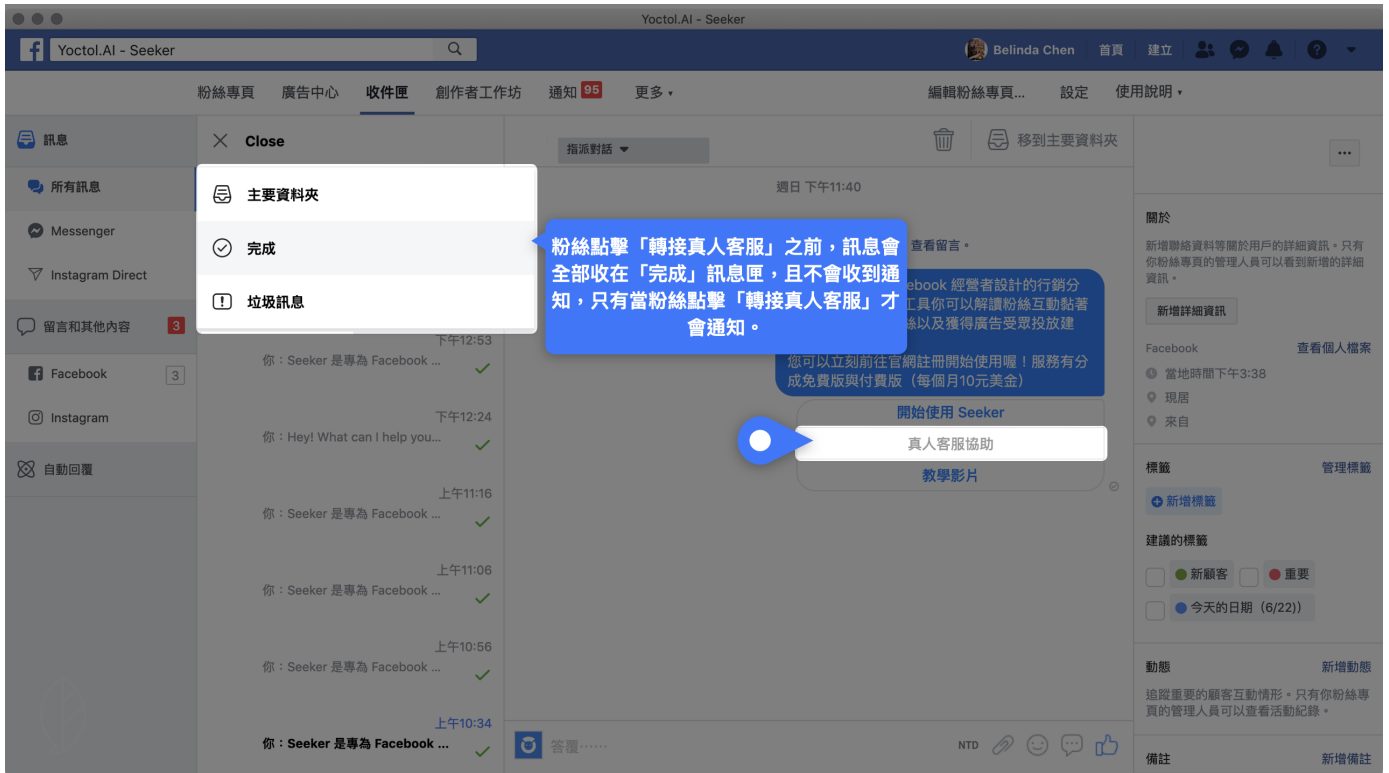 Yoctol.AI - Seeker
Yoctol.AI - Seeker
Belinda Chen 首頁 建立
粉絲專頁 廣告中心 收件匣 創作者工作坊 通知 95 更多
編輯粉絲專頁... 設定 使用說明
訊息
所有訊息
Messenger
Instagram Direct
留言和其他內容 3
Facebook 3
Instagram
自動回覆
Close
主要資料夾
完成
垃圾訊息
下午12:53
你：Seeker 是專為 Facebook ...
下午12:24
你：Hey! What can I help you...
上午11:16
你：Seeker 是專為 Facebook ...
上午11:06
你：Seeker 是專為 Facebook ...
上午10:56
你：Seeker 是專為 Facebook ...
上午10:34
你：Seeker 是專為 Facebook ...
指派對話
移到主要資料夾
週日 下午11:40
粉絲點擊「轉接真人客服」之前，訊息會
全部收在「完成」訊息匣，且不會收到通
知，只有當粉絲點擊「轉接真人客服」才
會通知。
查看留言。
ebook 經營者設計的行銷分
工具你可以解讀粉絲互動黏著
以及獲得廣告受眾投放建
您可以立刻前往官網註冊開始使用喔！服務有分
成免費版與付費版（每個月10元美金）
開始使用 Seeker
真人客服協助
教學影片
答覆……
NTD
關於
新增聯絡資料等關於用戶的詳細資訊。只有
你粉絲專頁的管理人員可以看到新增的詳細
資訊。
新增詳細資訊
Facebook 查看個人檔案
當地時間下午3:38
現居
來自
標籤 管理標籤
新增標籤
建議的標籤
新顧客 重要
今天的日期（6/22））
動態 新增動態
追蹤重要的顧客互動情形。只有你粉絲專
頁的管理人員可以查看活動紀錄。
備註 新增備註